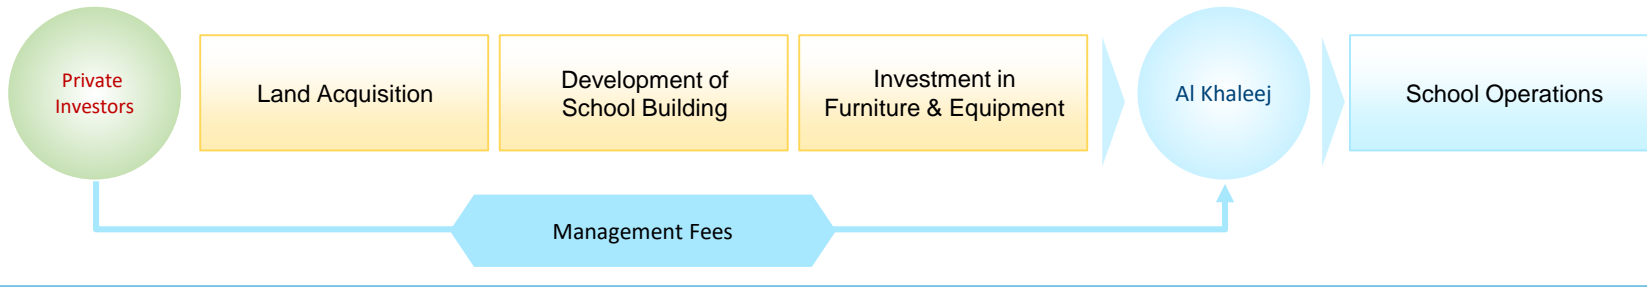 Private
Investors
Land Acquisition
Development of
School Building
Investment in
Furniture & Equipment
Al Khaleej
School Operations
Management Fees